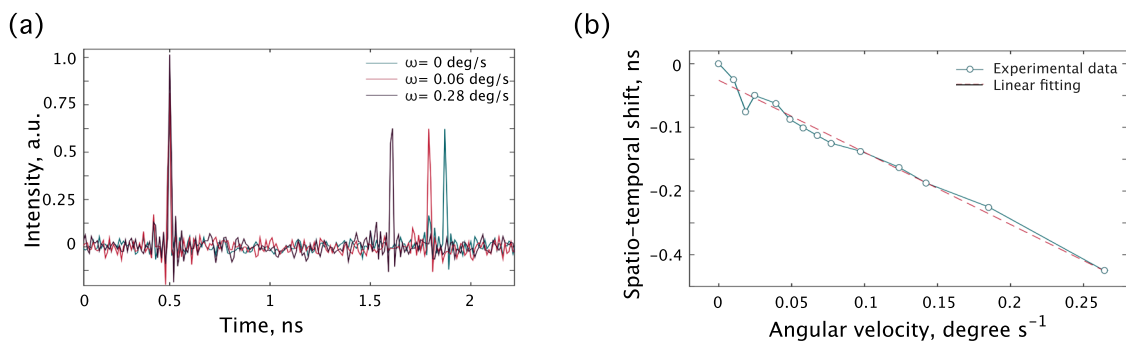 (a)
Intensity, a.u.
1.0
0.75
0.5
0.25
0
0
0.5
1
1.5
2
Time, ns
ω= 0 deg/s
ω= 0.06 deg/s
ω= 0.28 deg/s
(b)
Spatio-temporal shift, ns
0
-0.1
-0.2
-0.4
0
0.05
0.1
0.15
0.2
0.25
Angular velocity, degree s⁻¹
Experimental data
Linear fitting